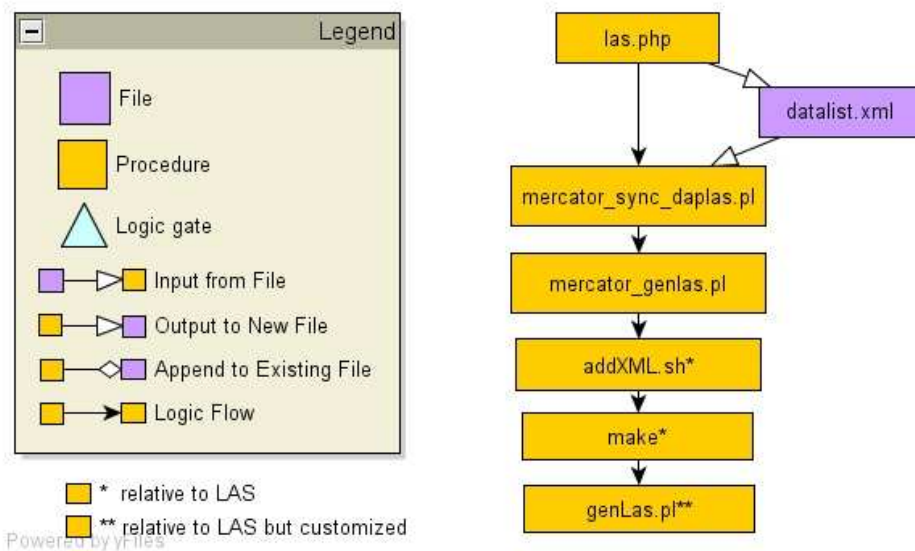 Legend
File
Procedure
Logic gate
Input from File
Output to New File
Append to Existing File
Logic Flow
* relative to LAS
** relative to LAS but customized
Powered by yFiles
las.php
datalist.xml
mercator_sync_daplas.pl
mercator_genlas.pl
addXML.sh*
make*
genLas.pl**